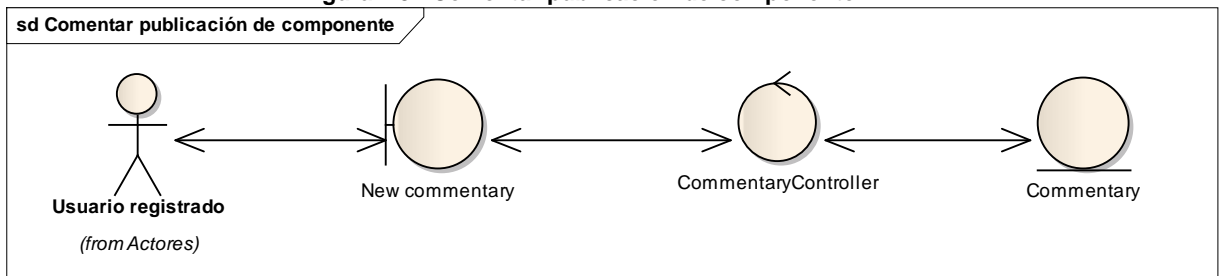 sd Comentar publicación de componente
New commentary
CommentaryController
Commentary
Usuario registrado
(from Actores)